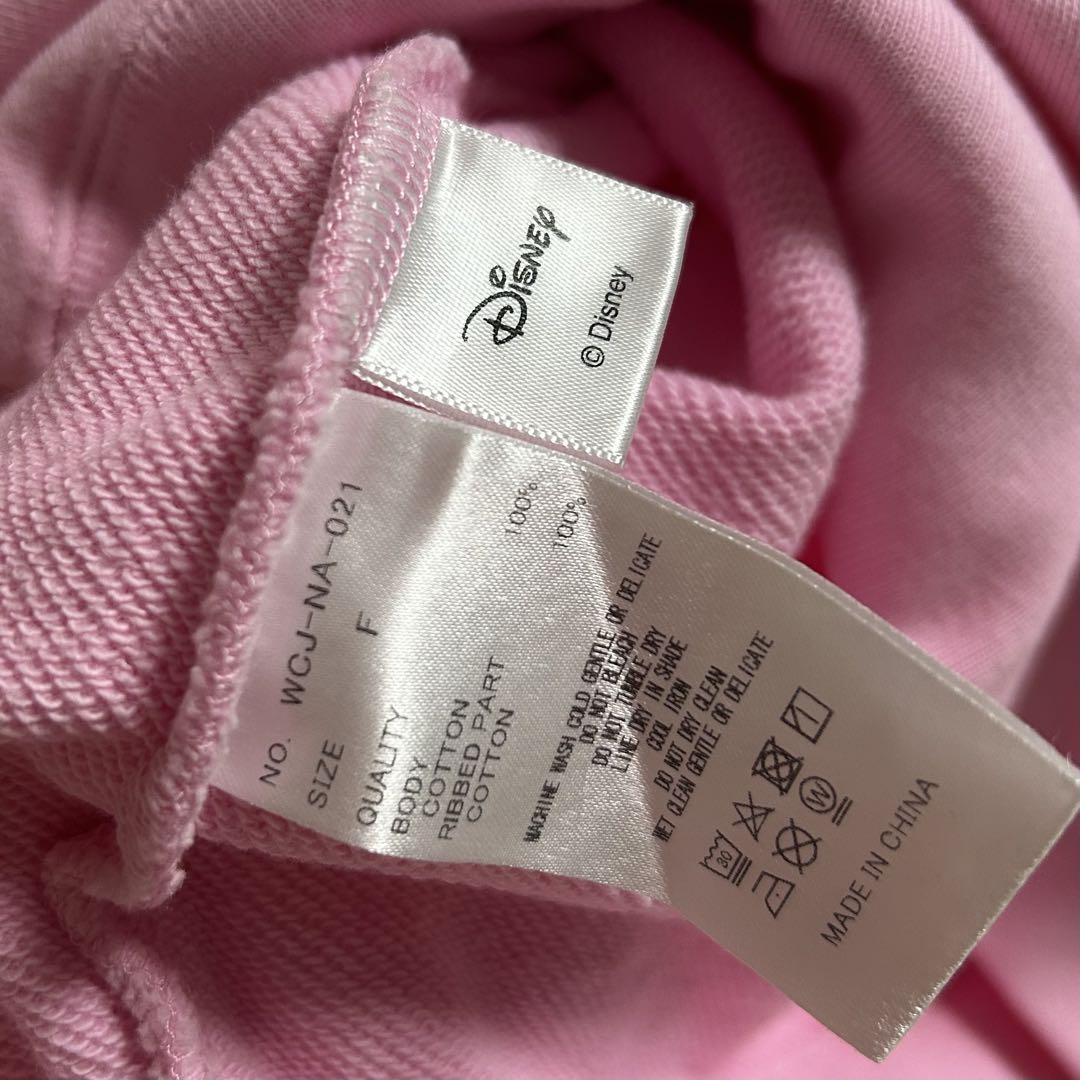 Disney
© Disney
NO. WCJ-NA-021
SIZE F
QUALITY
BODY
COTTON 100%
RIBBED PART
COTTON 100%
MACHINE WASH COLD GENTLE OR DELICATE
DO NOT BLEACH
DO NOT TUMBLE DRY
LINE DRY IN SHADE
COOL IRON
DO NOT DRY CLEAN
WET CLEAN GENTLE OR DELICATE
30
W
MADE IN CHINA